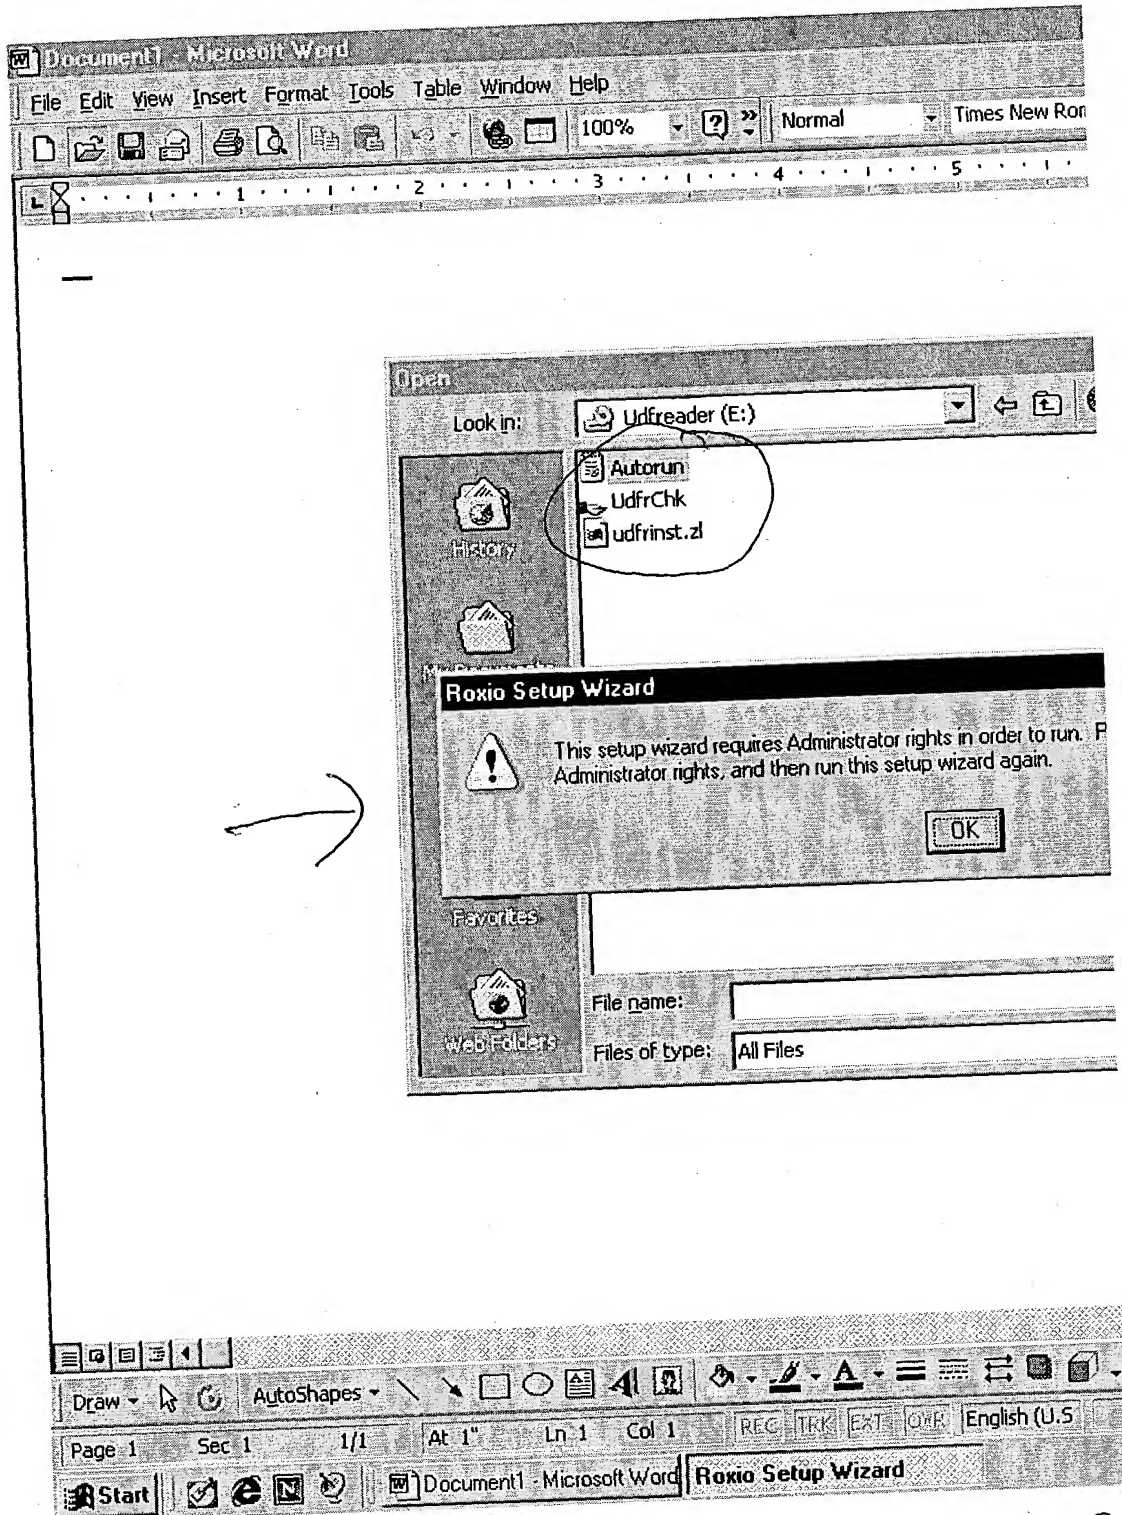 Document1 - Microsoft Word
File Edit View Insert Format Tools Table Window Help
100% Normal Times New Ron
1 2 3 4 5
Open
Look in: Udfreader (E:)
Autorun
UdfrChk
udfrinst.zl
History
My Documents
Roxio Setup Wizard
This setup wizard requires Administrator rights in order to run. P
Administrator rights, and then run this setup wizard again.
OK
Favorites
Web Folders
File name:
Files of type: All Files
Draw AutoShapes
Page 1 Sec 1 1/1 At 1" Ln 1 Col 1 REC TRK EXT OVR English (U.S
Start Document1 - Microsoft Word Roxio Setup Wizard